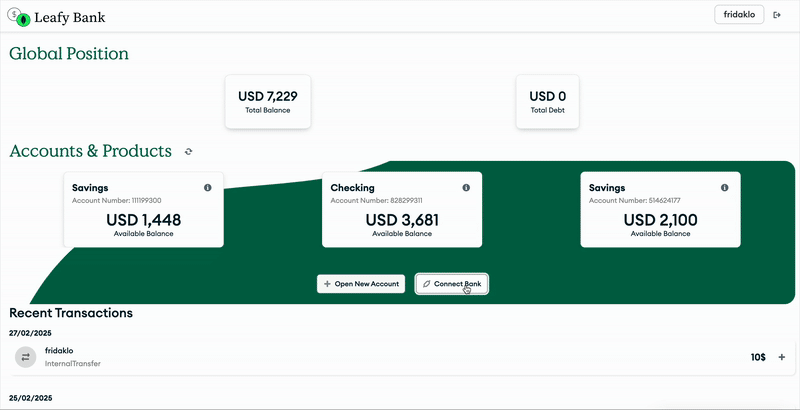 $
Leafy Bank
fridaklo
Global Position
USD 7,229
Total Balance
USD 0
Total Debt
Accounts & Products
Savings
Account Number: 111199300
USD 1,448
Available Balance
Checking
Account Number: 828299311
USD 3,681
Available Balance
Savings
Account Number: 514624177
USD 2,100
Available Balance
+ Open New Account
Connect Bank
Recent Transactions
27/02/2025
fridaklo
InternalTransfer
10$ +
25/02/2025